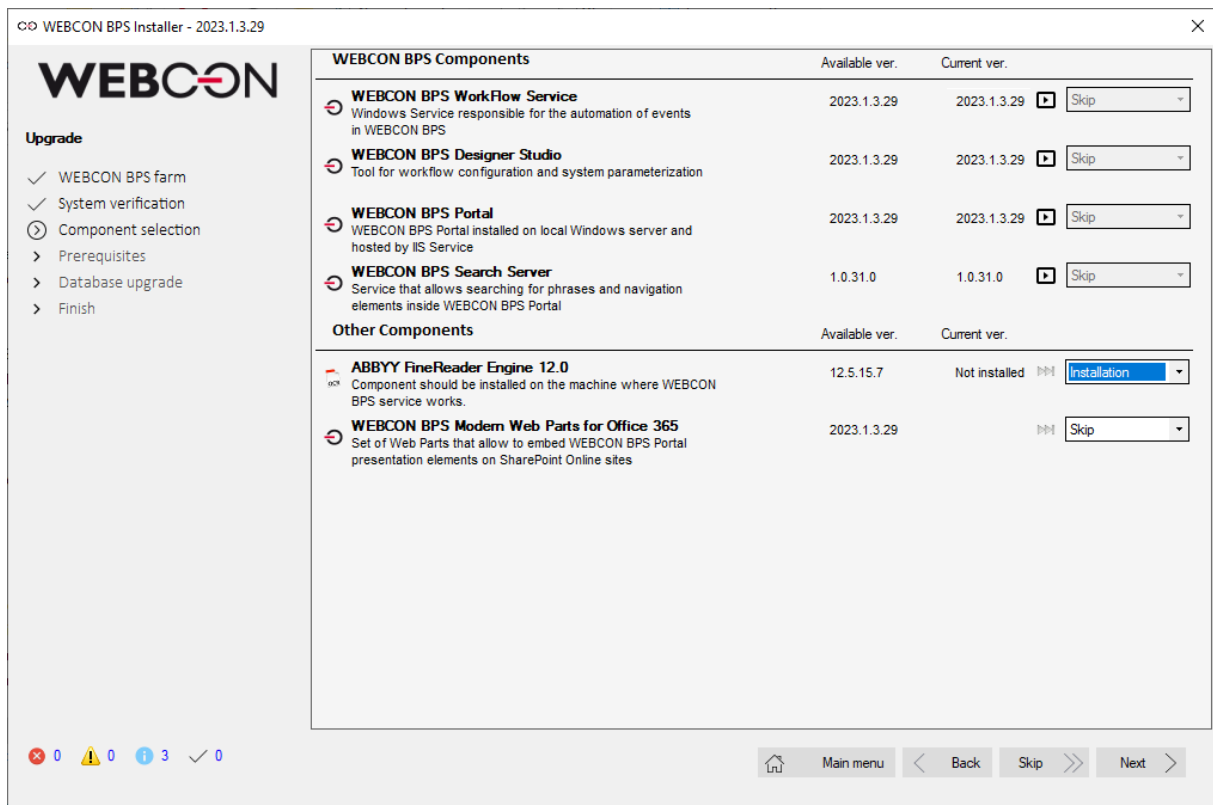 WEBCON BPS Installer - 2023.1.3.29
WEBCON
Upgrade
WEBCON BPS farm
System verification
Component selection
Prerequisites
Database upgrade
Finish
WEBCON BPS Components Available ver. Current ver.
WEBCON BPS WorkFlow Service 2023.1.3.29 2023.1.3.29 Skip
Windows Service responsible for the automation of events
in WEBCON BPS
WEBCON BPS Designer Studio 2023.1.3.29 2023.1.3.29 Skip
Tool for workflow configuration and system parameterization
WEBCON BPS Portal 2023.1.3.29 2023.1.3.29 Skip
WEBCON BPS Portal installed on local Windows server and
hosted by IIS Service
WEBCON BPS Search Server 1.0.31.0 1.0.31.0 Skip
Service that allows searching for phrases and navigation
elements inside WEBCON BPS Portal
Other Components Available ver. Current ver.
ABBYY FineReader Engine 12.0 12.5.15.7 Not installed Installation
Component should be installed on the machine where WEBCON
BPS service works.
WEBCON BPS Modern Web Parts for Office 365 2023.1.3.29 Skip
Set of Web Parts that allow to embed WEBCON BPS Portal
presentation elements on SharePoint Online sites
0 0 3 0
Main menu Back Skip Next